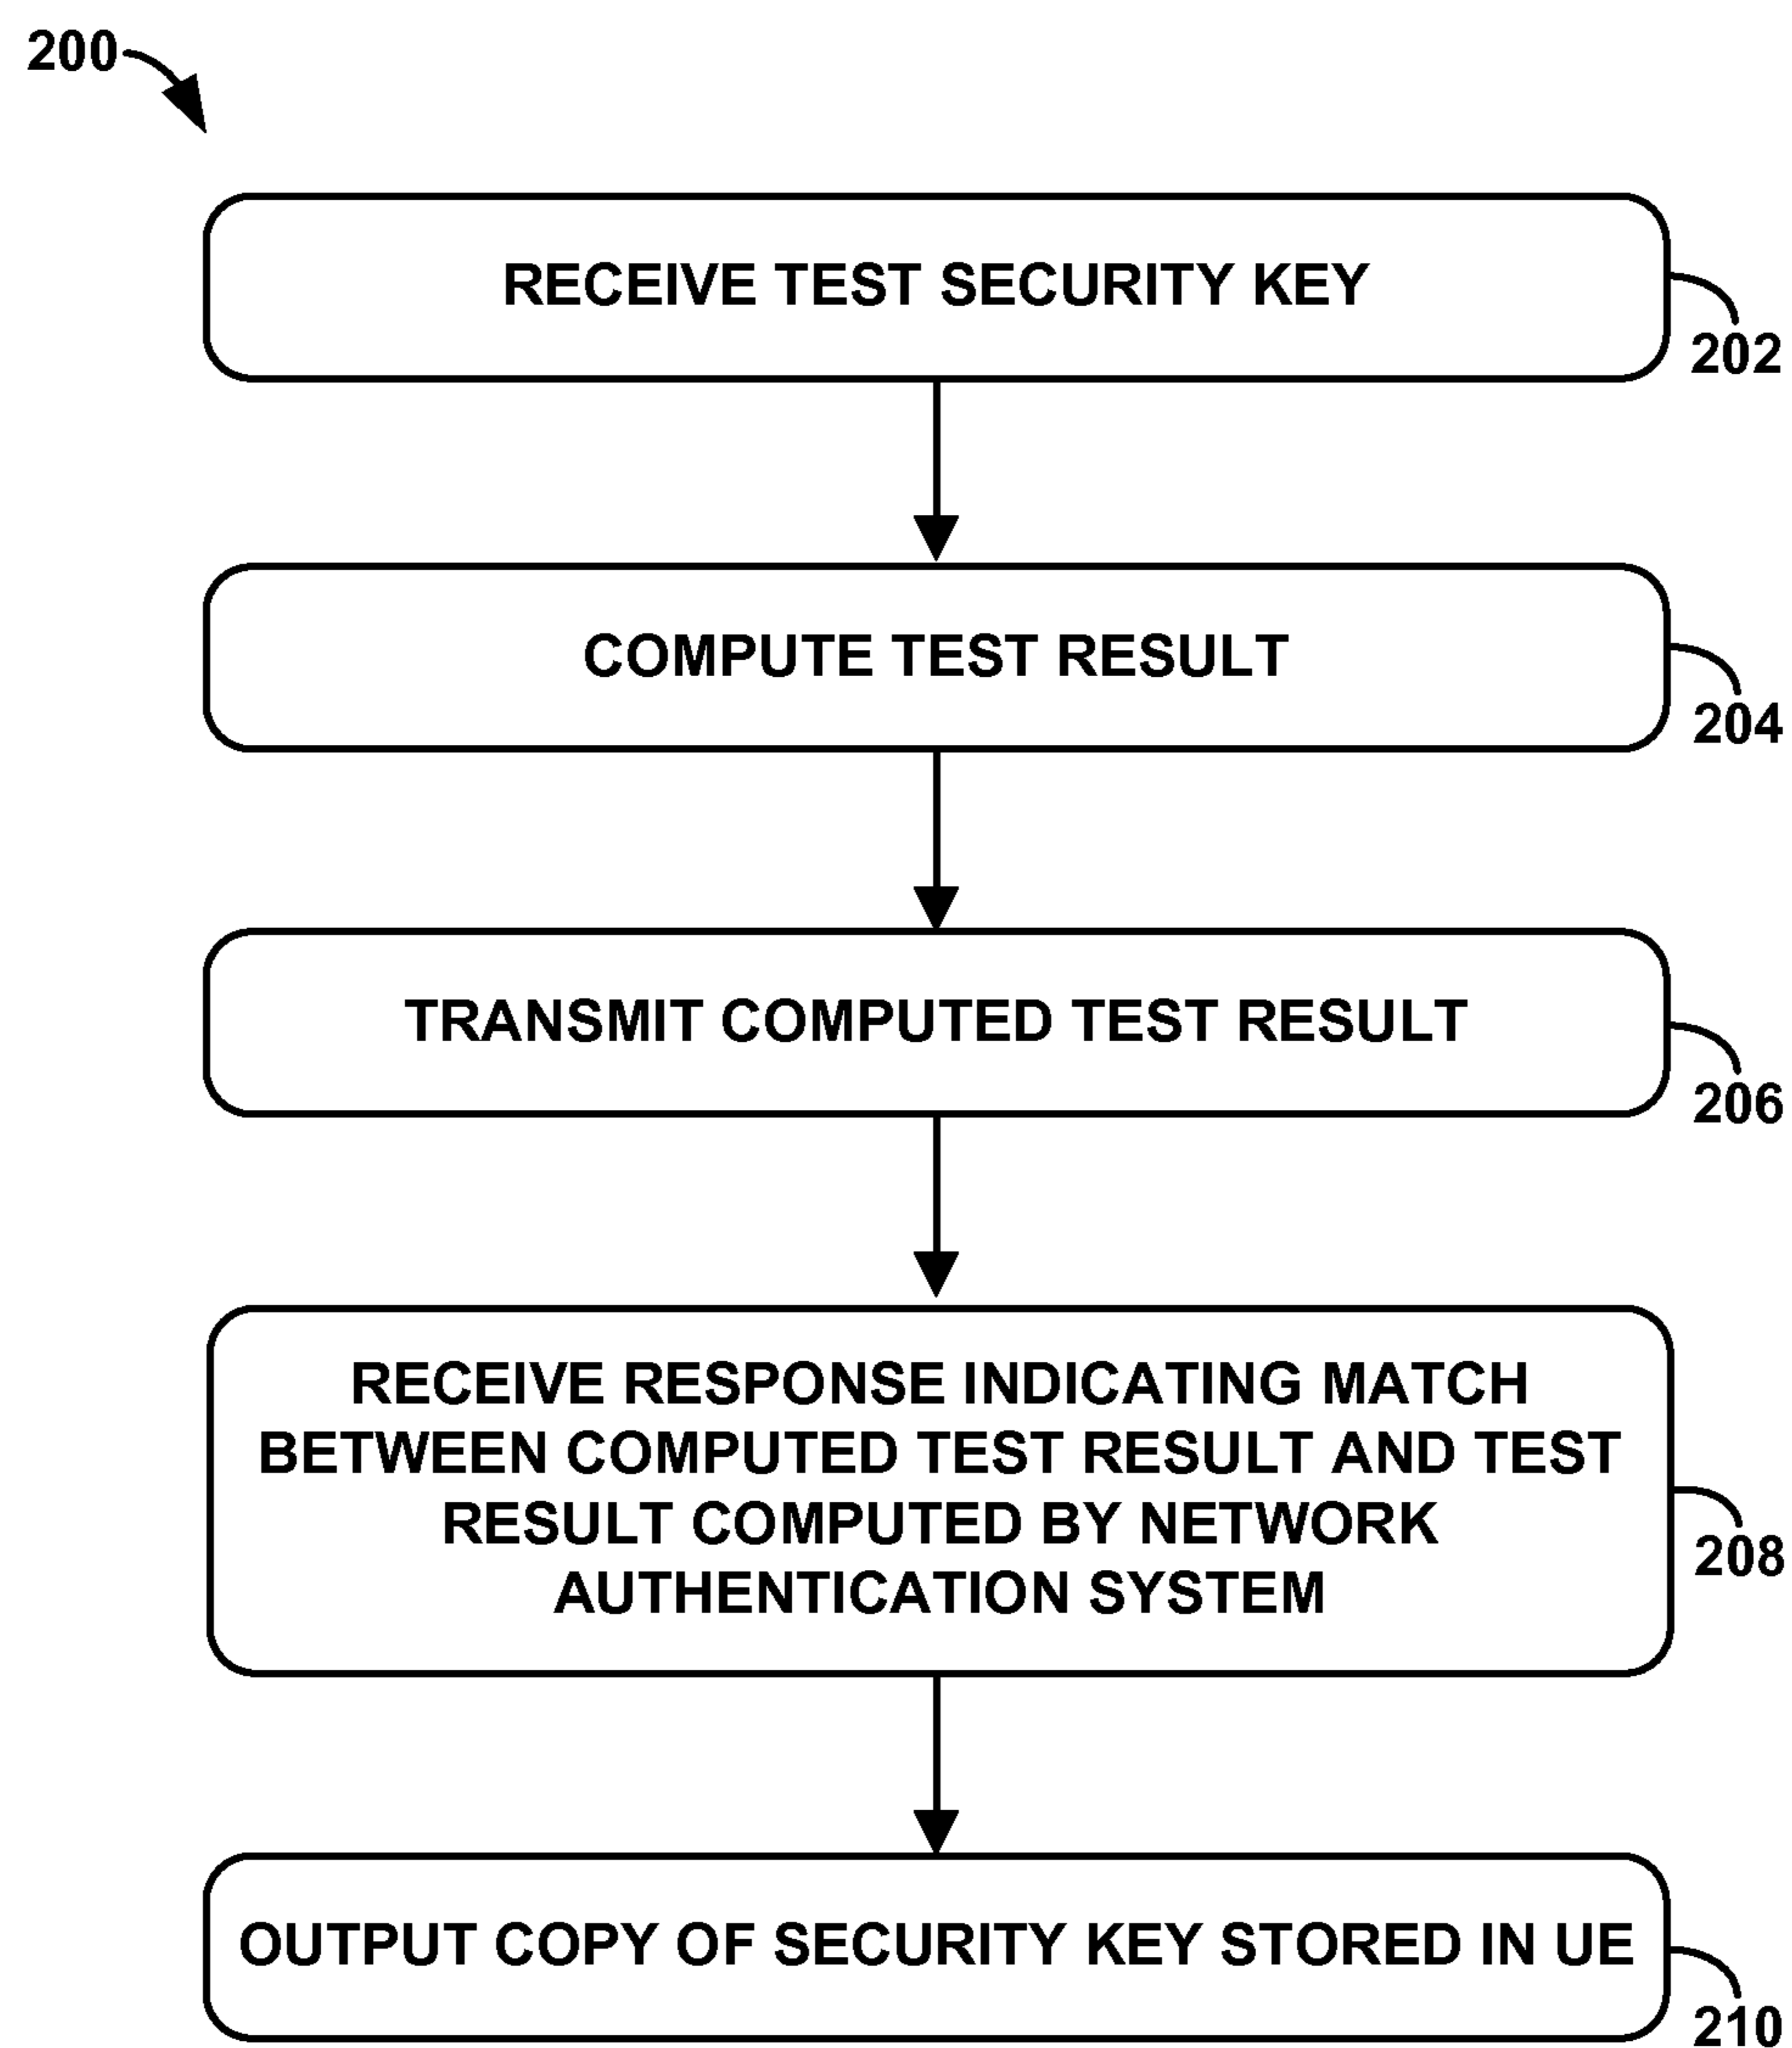 200
RECEIVE TEST SECURITY KEY
202
COMPUTE TEST RESULT
204
TRANSMIT COMPUTED TEST RESULT
206
RECEIVE RESPONSE INDICATING MATCH
BETWEEN COMPUTED TEST RESULT AND TEST
RESULT COMPUTED BY NETWORK
AUTHENTICATION SYSTEM
208
OUTPUT COPY OF SECURITY KEY STORED IN UE
210